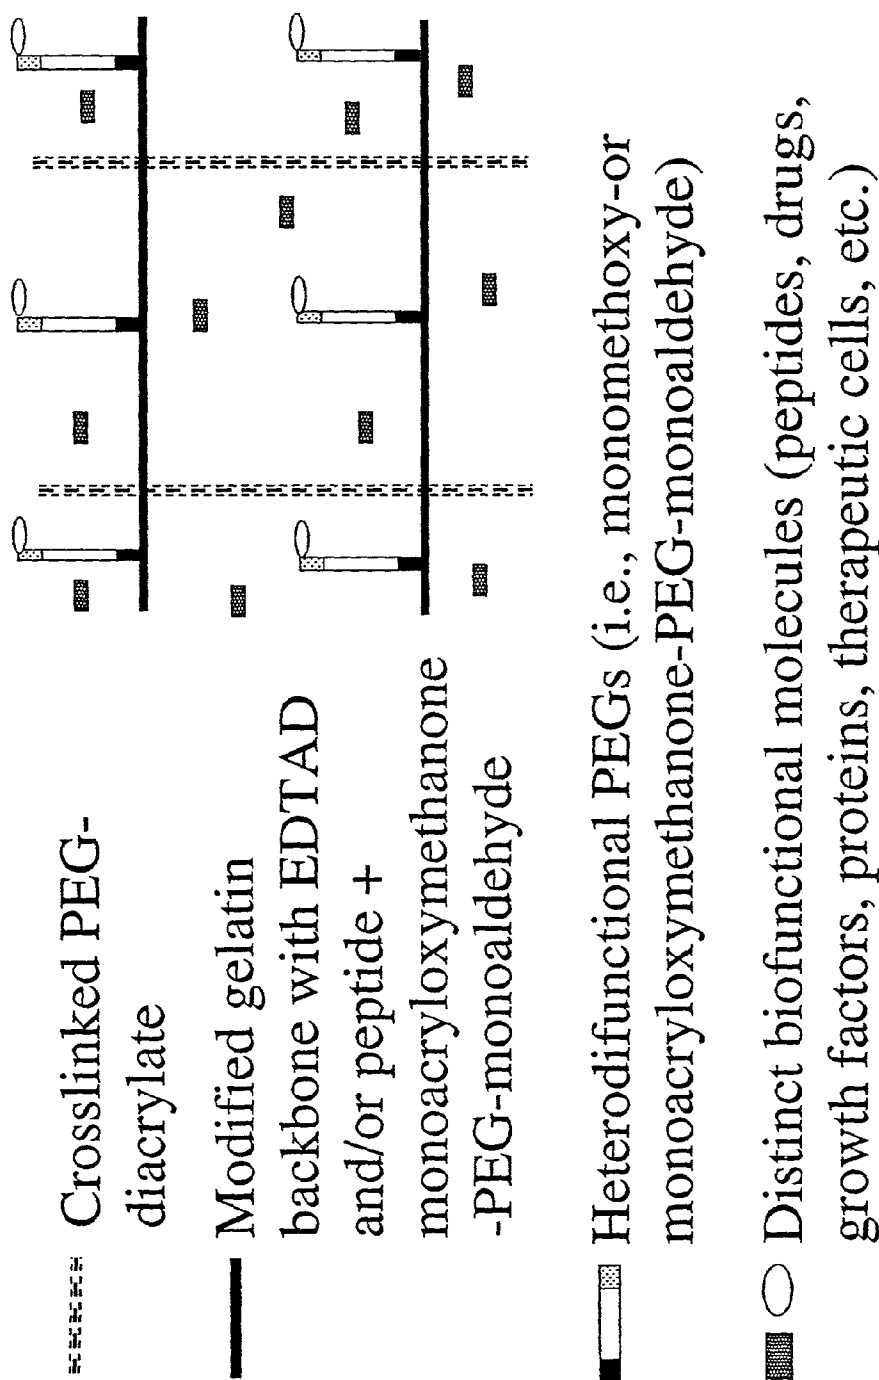 Crosslinked PEG-
diacrylate
Modified gelatin
backbone with EDTAD
and/or peptide +
monoacryloxymethanone
-PEG-monoaldehyde
Heterodifunctional PEGs (i.e., monomethoxy-or
monoacryloxymethanone-PEG-monoaldehyde)
Distinct biofunctional molecules (peptides, drugs,
growth factors, proteins, therapeutic cells, etc.)